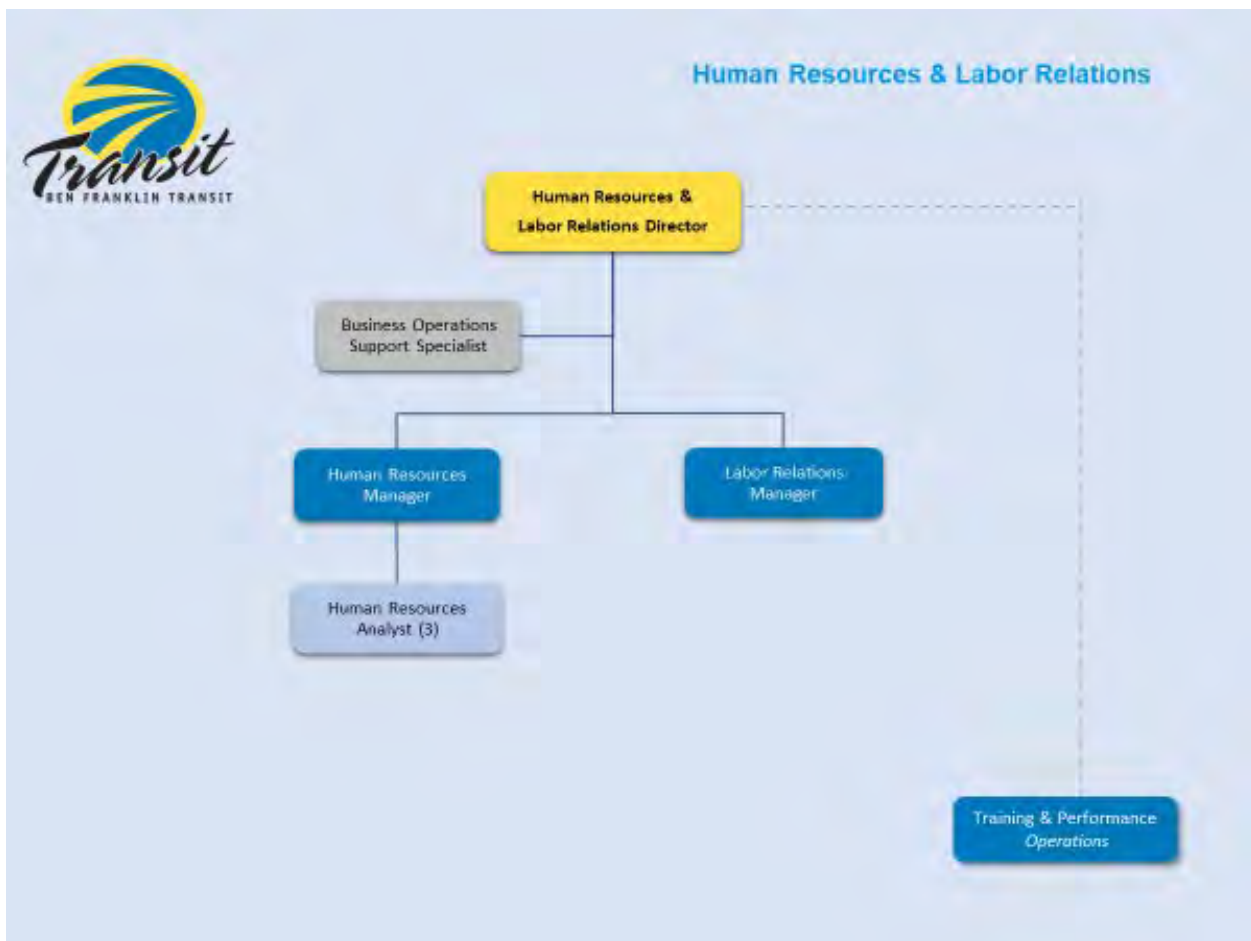 Human Resources & Labor Relations
Transit
BEN FRANKLIN TRANSIT
Human Resources &
Labor Relations Director
Business Operations
Support Specialist
Human Resources
Manager
Labor Relations
Manager
Human Resources
Analyst (3)
Training & Performance
Operations